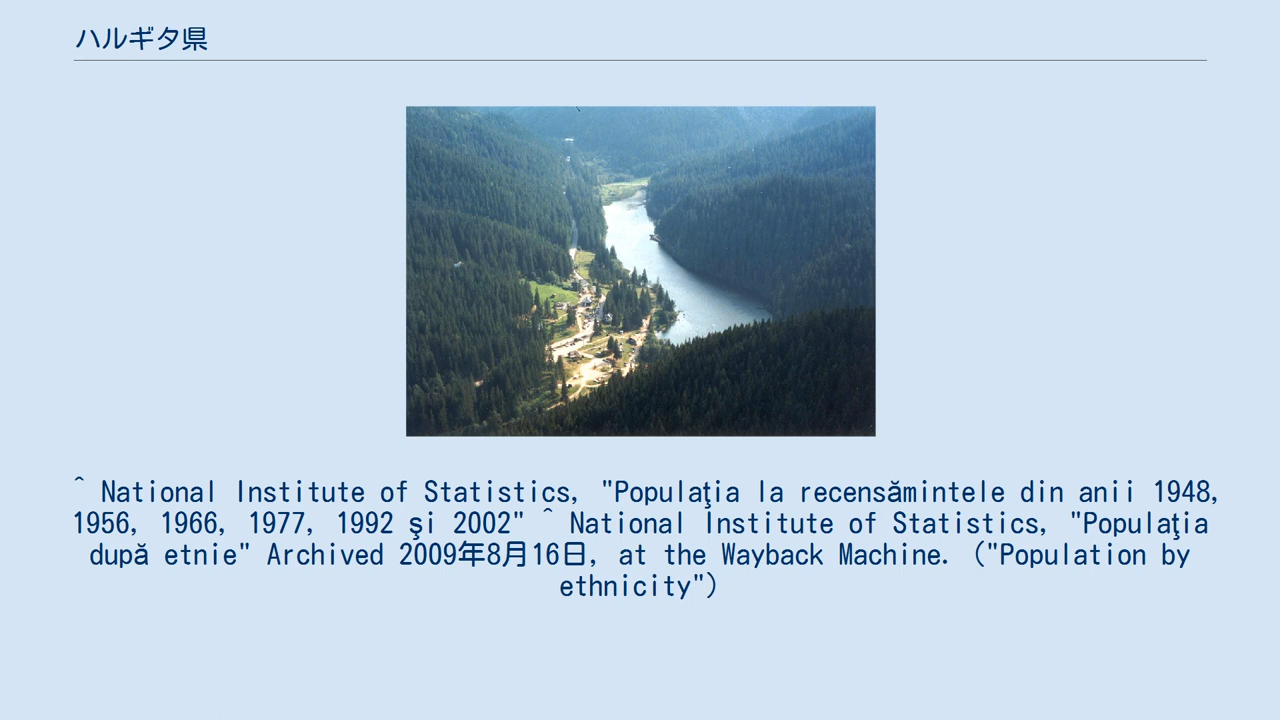 ハルギタ県
^ National Institute of Statistics, "Populaţia la recensămintele din anii 1948,
1956, 1966, 1977, 1992 şi 2002" ^ National Institute of Statistics, "Populaţia
după etnie" Archived 2009年8月16日, at the Wayback Machine. ("Population by
ethnicity")